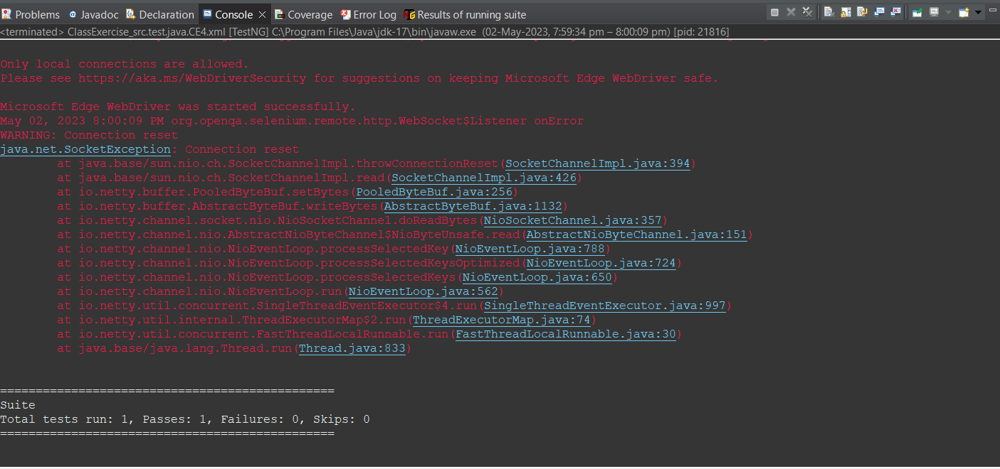 Problems Javadoc Declaration Console Coverage Error Log Results of running suite
<terminated> ClassExercise_src.test.java.CE4.xml [TestNG] C:\Program Files\Java\jdk-17\bin\javaw.exe (02-May-2023, 7:59:34 pm – 8:00:09 pm) [pid: 21816]
Only local connections are allowed.
Please see https://aka.ms/WebDriverSecurity for suggestions on keeping Microsoft Edge WebDriver safe.
Microsoft Edge WebDriver was started successfully.
May 02, 2023 8:00:09 PM org.openqa.selenium.remote.http.WebSocket$Listener onError
WARNING: Connection reset
java.net.SocketException: Connection reset
at java.base/sun.nio.ch.SocketChannelImpl.throwConnectionReset(SocketChannelImpl.java:394)
at java.base/sun.nio.ch.SocketChannelImpl.read(SocketChannelImpl.java:426)
at io.netty.buffer.PooledByteBuf.setBytes(PooledByteBuf.java:256)
at io.netty.buffer.AbstractByteBuf.writeBytes(AbstractByteBuf.java:1132)
at io.netty.channel.socket.nio.NioSocketChannel.doReadBytes(NioSocketChannel.java:357)
at io.netty.channel.nio.AbstractNioByteChannel$NioByteUnsafe.read(AbstractNioByteChannel.java:151)
at io.netty.channel.nio.NioEventLoop.processSelectedKey(NioEventLoop.java:788)
at io.netty.channel.nio.NioEventLoop.processSelectedKeysOptimized(NioEventLoop.java:724)
at io.netty.channel.nio.NioEventLoop.processSelectedKeys(NioEventLoop.java:650)
at io.netty.channel.nio.NioEventLoop.run(NioEventLoop.java:562)
at io.netty.util.concurrent.SingleThreadEventExecutor$4.run(SingleThreadEventExecutor.java:997)
at io.netty.util.internal.ThreadExecutorMap$2.run(ThreadExecutorMap.java:74)
at io.netty.util.concurrent.FastThreadLocalRunnable.run(FastThreadLocalRunnable.java:30)
at java.base/java.lang.Thread.run(Thread.java:833)
===============================================
Suite
Total tests run: 1, Passes: 1, Failures: 0, Skips: 0
===============================================